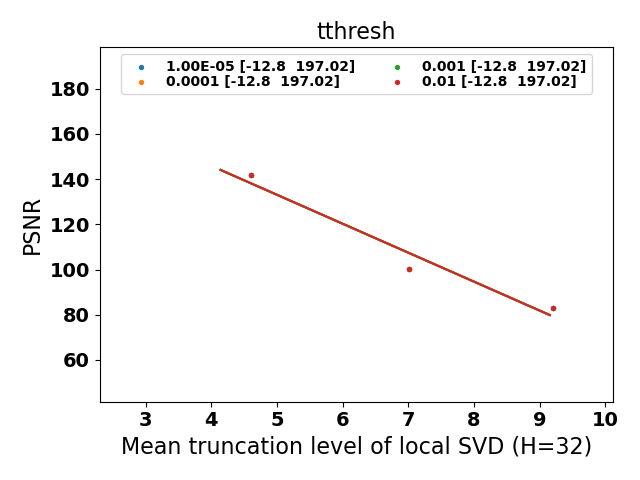 tthresh
1.00E-05 [-12.8  197.02]
0.0001 [-12.8  197.02]
0.001 [-12.8  197.02]
0.01 [-12.8  197.02]
PSNR
180
160
140
120
100
80
60
3 4 5 6 7 8 9 10
Mean truncation level of local SVD (H=32)